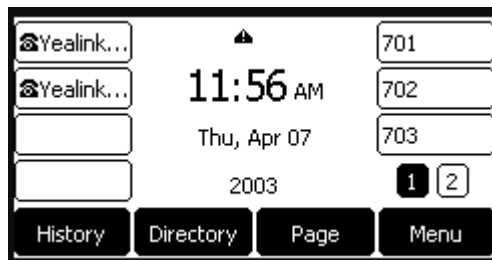 Yealink... 701
11:56 AM
Yealink... 702
Thu, Apr 07 703
2003 1 2
History Directory Page Menu